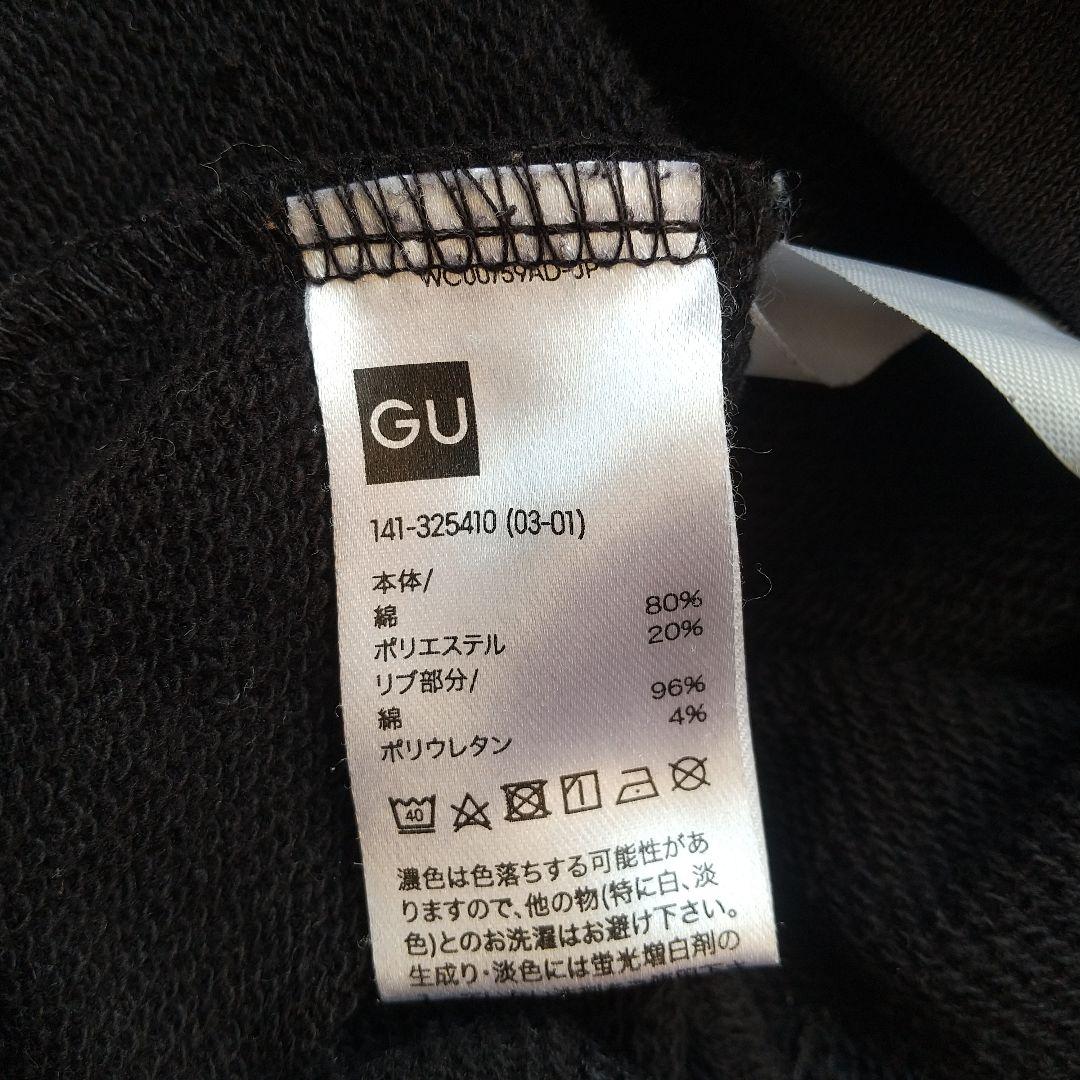 WC00759AD-JP
GU
141-325410 (03-01)
本体/
綿 80%
ポリエステル 20%
リブ部分/
綿 96%
ポリウレタン 4%
40
濃色は色落ちする可能性があ
りますので、他の物(特に白、淡
色)とのお洗濯はお避け下さい。
生成り・淡色には蛍光増白剤の